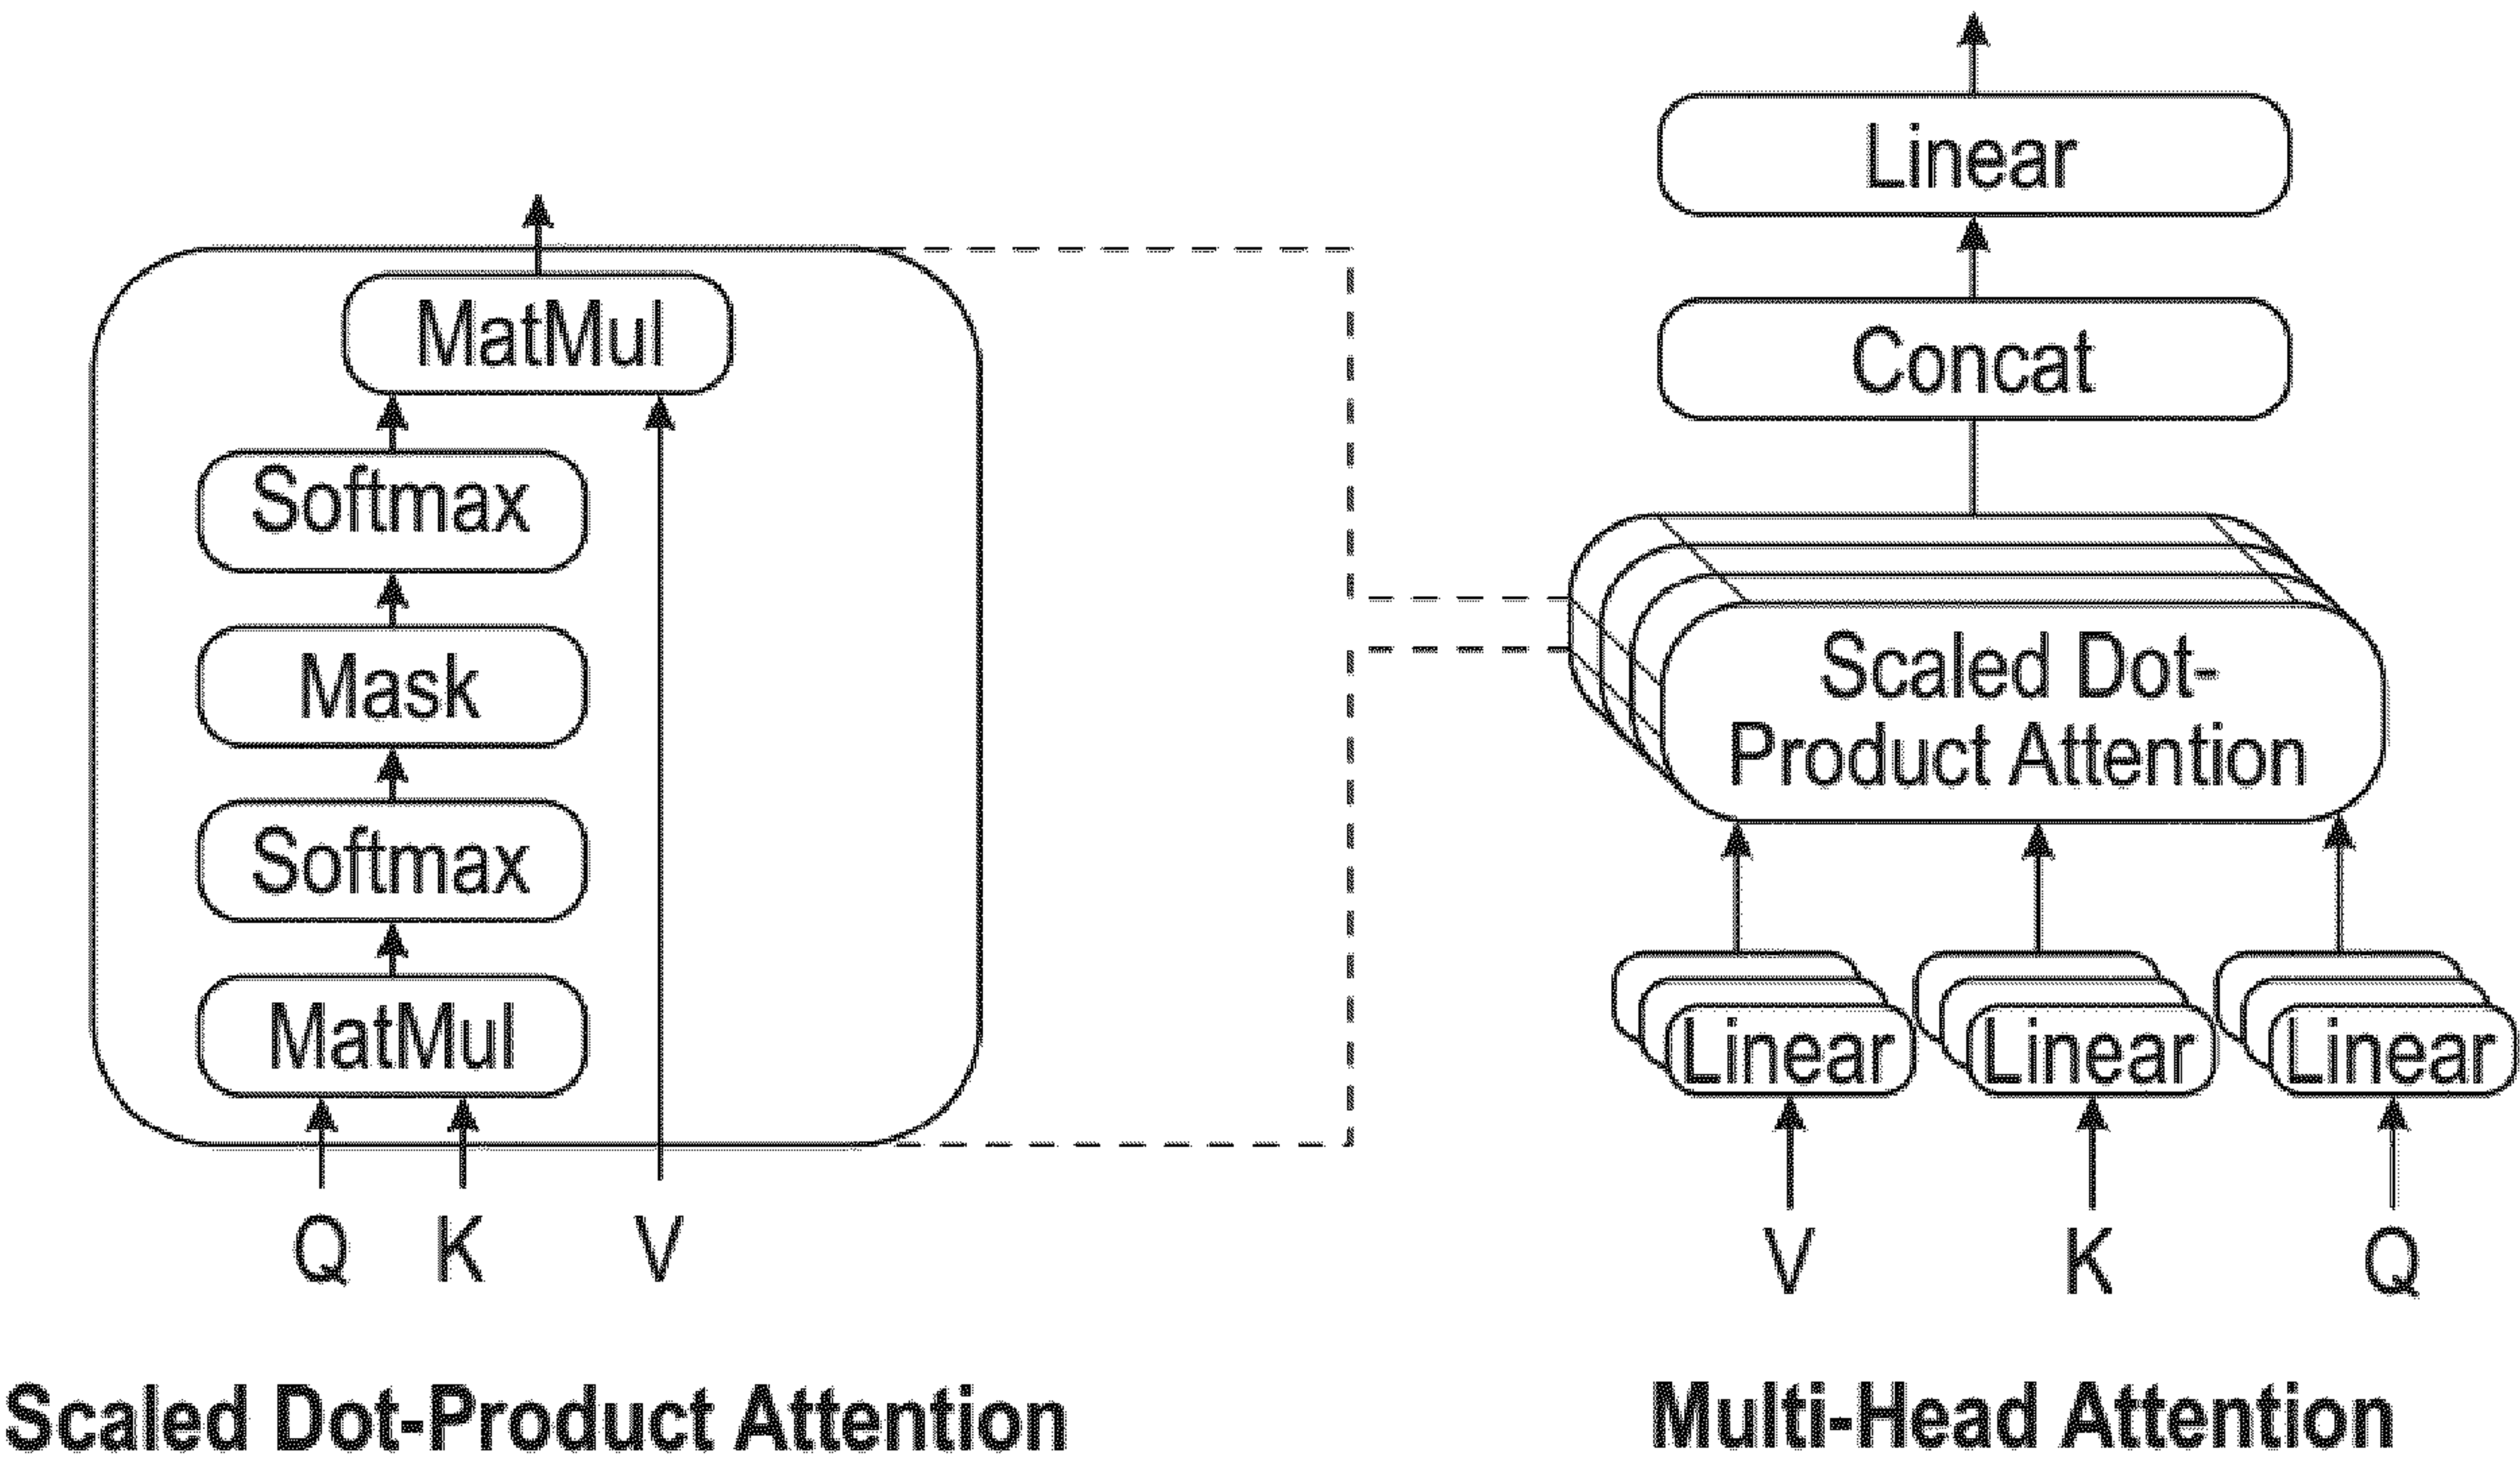 MatMul
Softmax
Mask
Softmax
MatMul
Q K V
Scaled Dot-Product Attention
Linear
Concat
Scaled Dot-
Product Attention
Linear Linear Linear
V K Q
Multi-Head Attention